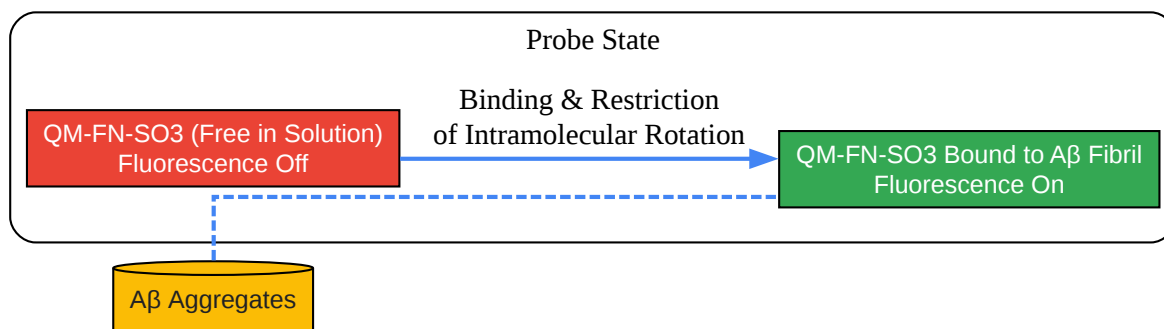 Probe State
Binding & Restriction
of Intramolecular Rotation
QM-FN-SO3 (Free in Solution)
Fluorescence Off
QM-FN-SO3 Bound to Aβ Fibril
Fluorescence On
Aβ Aggregates